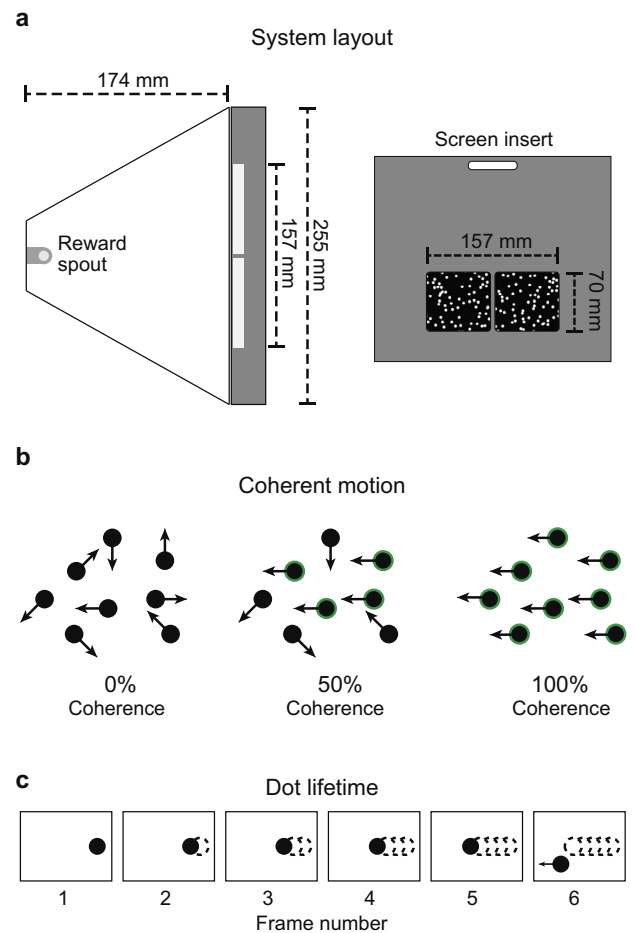 a
System layout
174 mm
Reward
spout
157 mm
255 mm
Screen insert
157 mm
70 mm
b
Coherent motion
0%
Coherence
50%
Coherence
100%
Coherence
c
Dot lifetime
1 2 3 4 5 6
Frame number